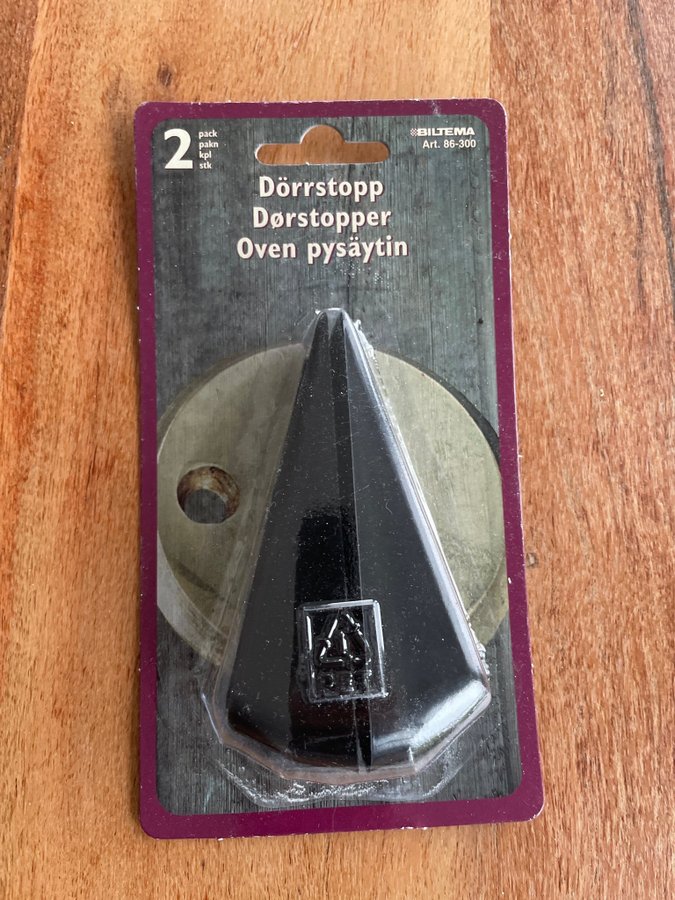 2 pack
pakn
kpl
stk
BILTEMA
Art. 86-300
Dörrstopp
Dørstopper
Oven pysäytin